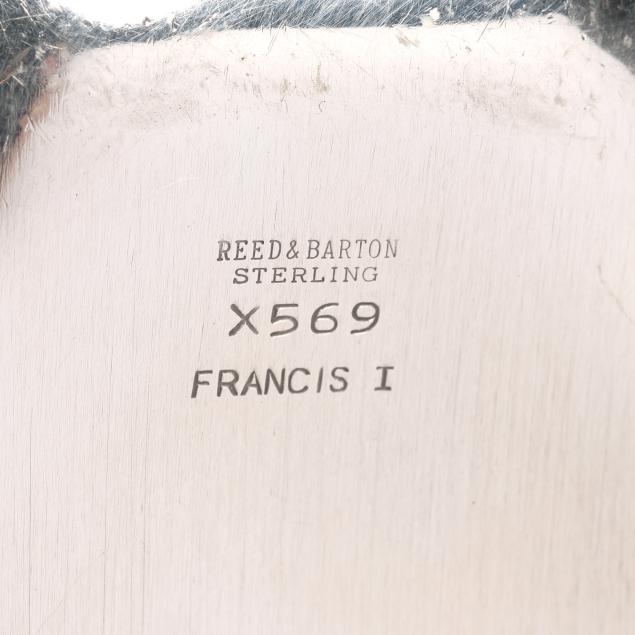 REED & BARTON
STERLING
X569
FRANCIS I